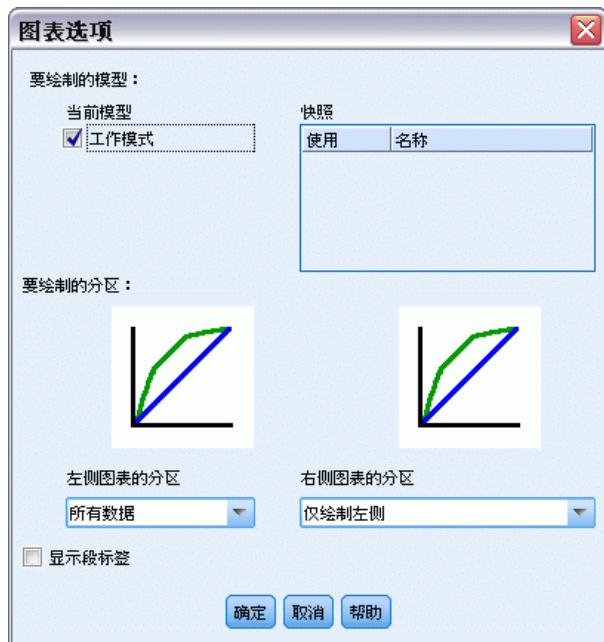 图表选项
要绘制的模型：
当前模型
工作模式
快照
使用
名称
要绘制的分区：
左侧图表的分区
右侧图表的分区
所有数据
仅绘制左侧
显示段标签
确定
取消
帮助